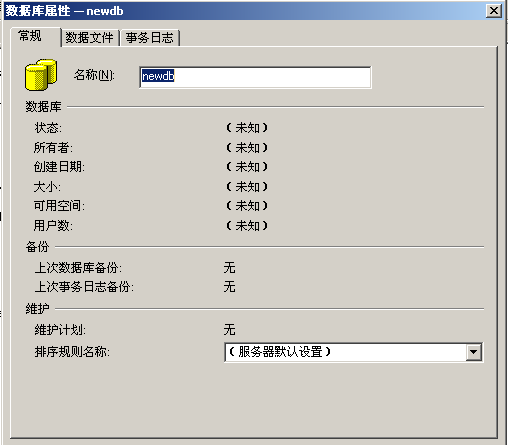 数据库属性 — newdb
常规 数据文件 事务日志
名称(N): newdb
数据库
状态: （未知）
所有者: （未知）
创建日期: （未知）
大小: （未知）
可用空间: （未知）
用户数: （未知）
备份
上次数据库备份: 无
上次事务日志备份: 无
维护
维护计划: 无
排序规则名称: （服务器默认设置）